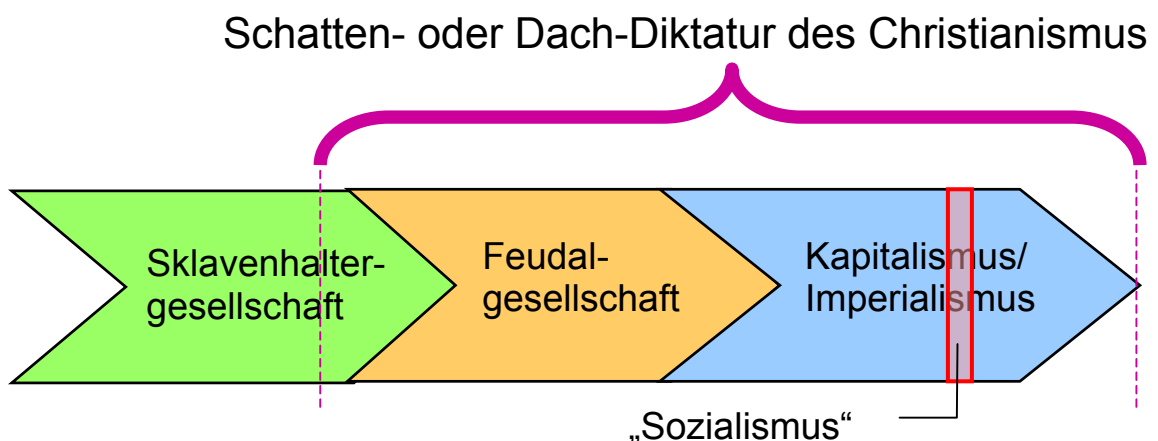 Schatten- oder Dach-Diktatur des Christianismus
Sklavenhalter-
gesellschaft
Feudal-
gesellschaft
Kapitalismus/
Imperialismus
„Sozialismus“